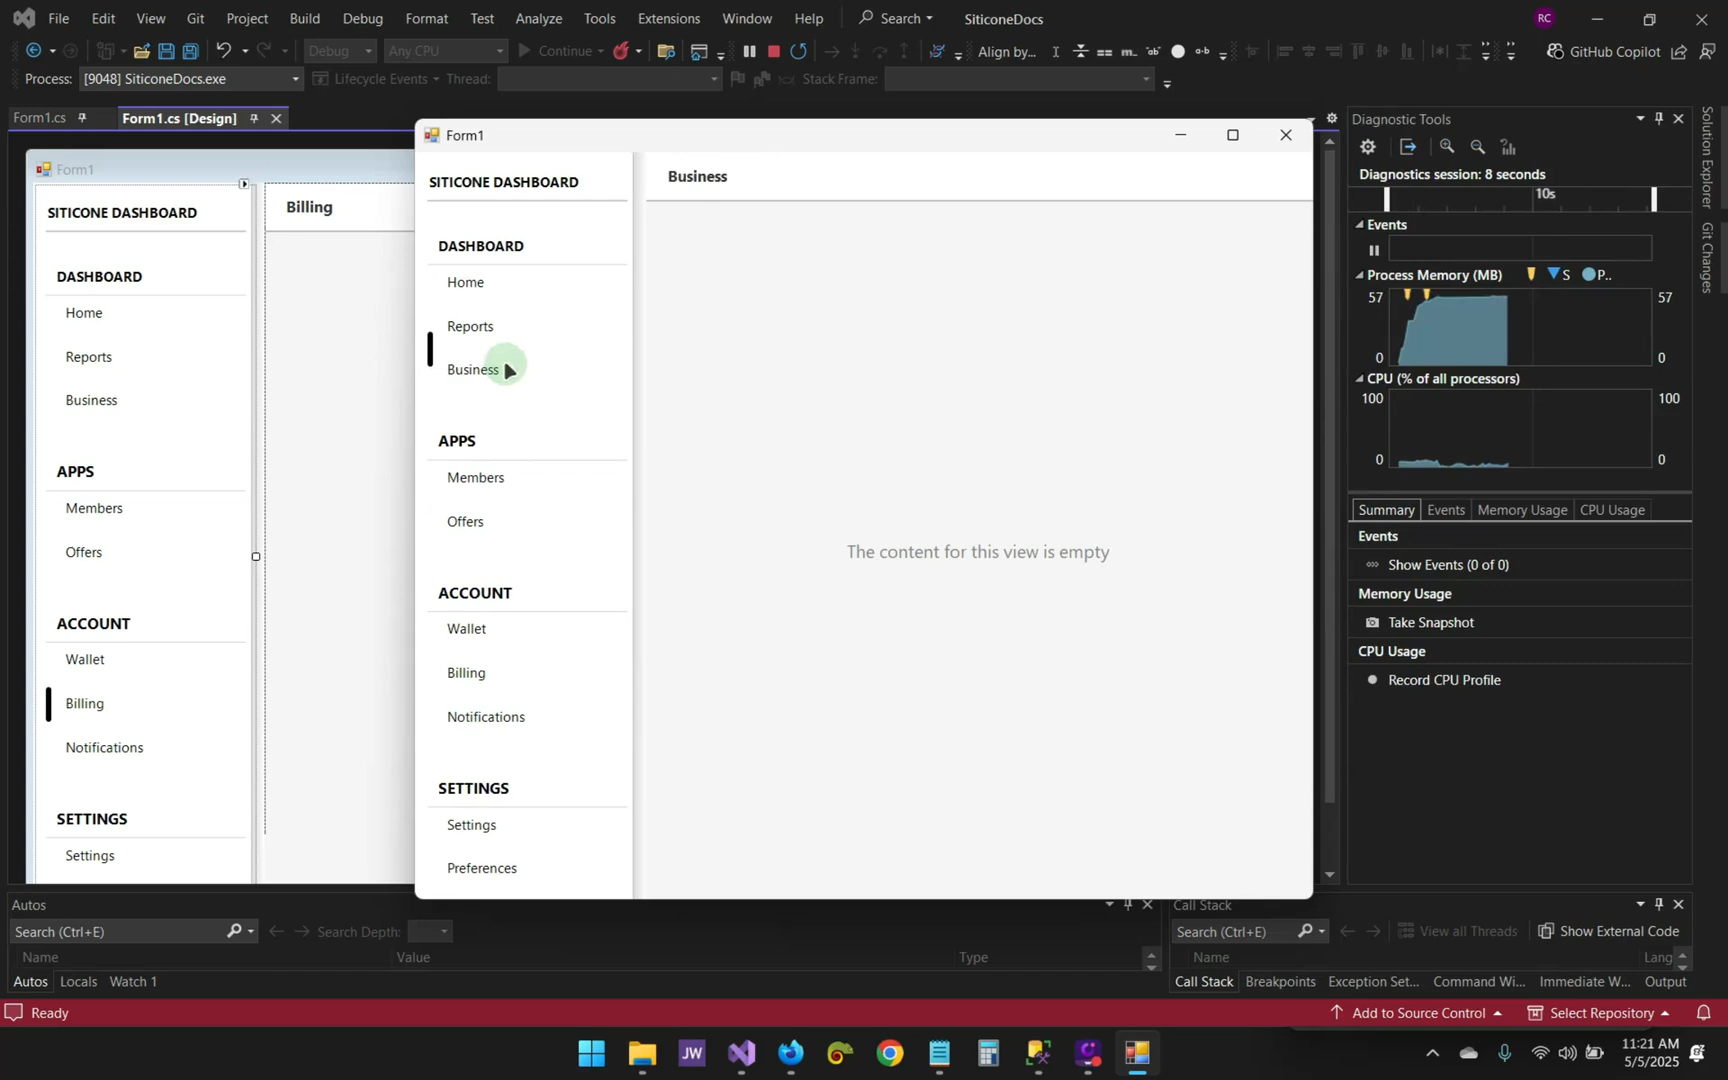 File Edit View Git Project Build Debug Format Test Analyze Tools Extensions Window Help Search SiticoneDocs RC
Debug Any CPU Continue Align by... GitHub Copilot
Process: [9048] SiticoneDocs.exe Lifecycle Events Thread: Stack Frame:
Form1.cs Form1.cs [Design]
Form1
SITICONE DASHBOARD
Billing
DASHBOARD
Home
Reports
Business
APPS
Members
Offers
ACCOUNT
Wallet
Billing
Notifications
SETTINGS
Settings
Form1
SITICONE DASHBOARD
Business
DASHBOARD
Home
Reports
Business
APPS
Members
Offers
ACCOUNT
Wallet
Billing
Notifications
SETTINGS
Settings
Preferences
The content for this view is empty
Diagnostic Tools
Diagnostics session: 8 seconds
10s
Events
Process Memory (MB) S P..
57 57
0 0
CPU (% of all processors)
100 100
0 0
Summary Events Memory Usage CPU Usage
Events
Show Events (0 of 0)
Memory Usage
Take Snapshot
CPU Usage
Record CPU Profile
Solution Explorer
Git Changes
Autos
Search (Ctrl+E) Search Depth:
Name Value Type
Autos Locals Watch 1
Call Stack
Search (Ctrl+E) View all Threads Show External Code
Name Lang
Call Stack Breakpoints Exception Set... Command Wi... Immediate W... Output
Ready Add to Source Control Select Repository
JW
11:21 AM
5/5/2025